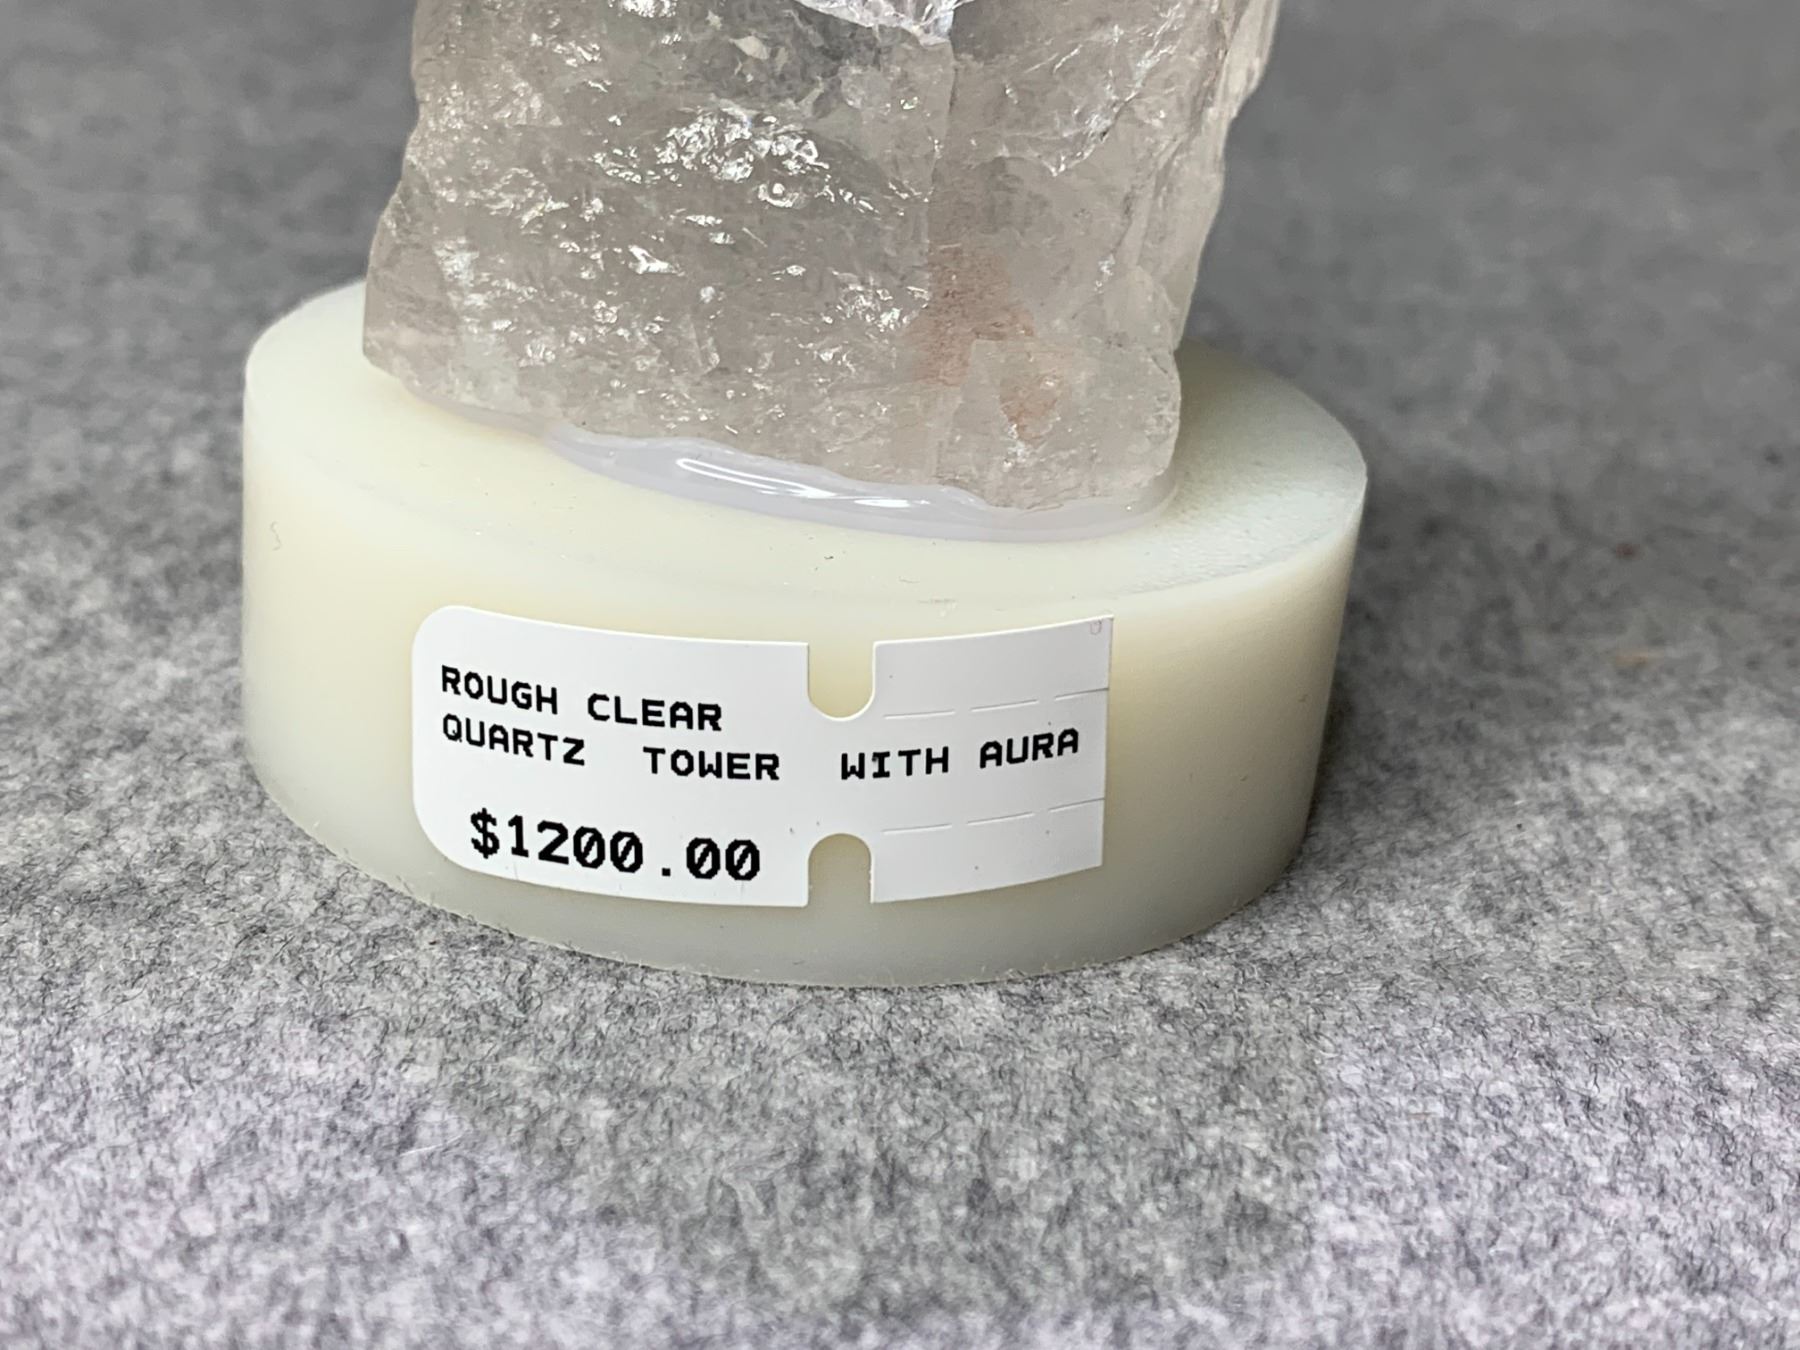 ROUGH CLEAR
QUARTZ TOWER WITH AURA
$1200.00